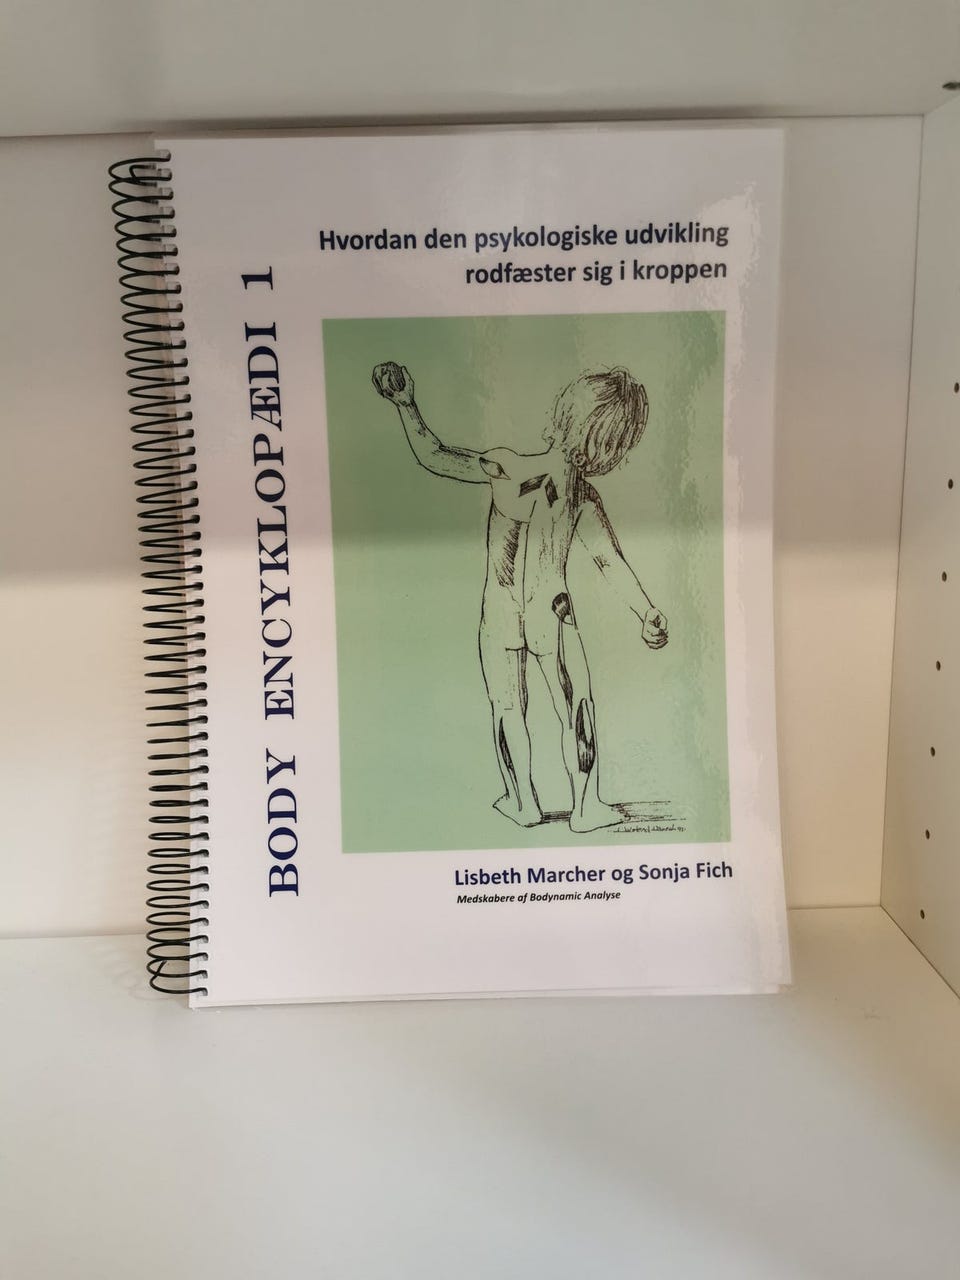 Hvordan den psykologiske udvikling
rodfæster sig i kroppen
BODY ENCYKLOPÆDI 1
Lisbeth Marcher og Sonja Fich
Medskabere af Bodynamic Analyse